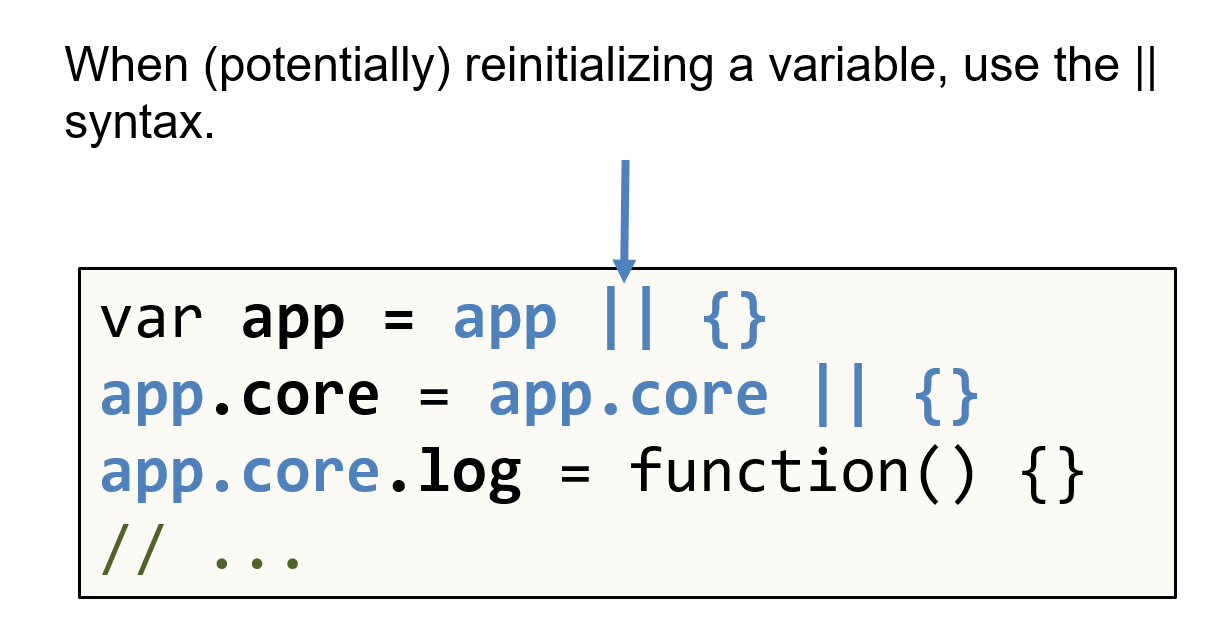 When (potentially) reinitializing a variable, use the ||
syntax.
var app = app || {}
app.core = app.core || {}
app.core.log = function() {}
// ...